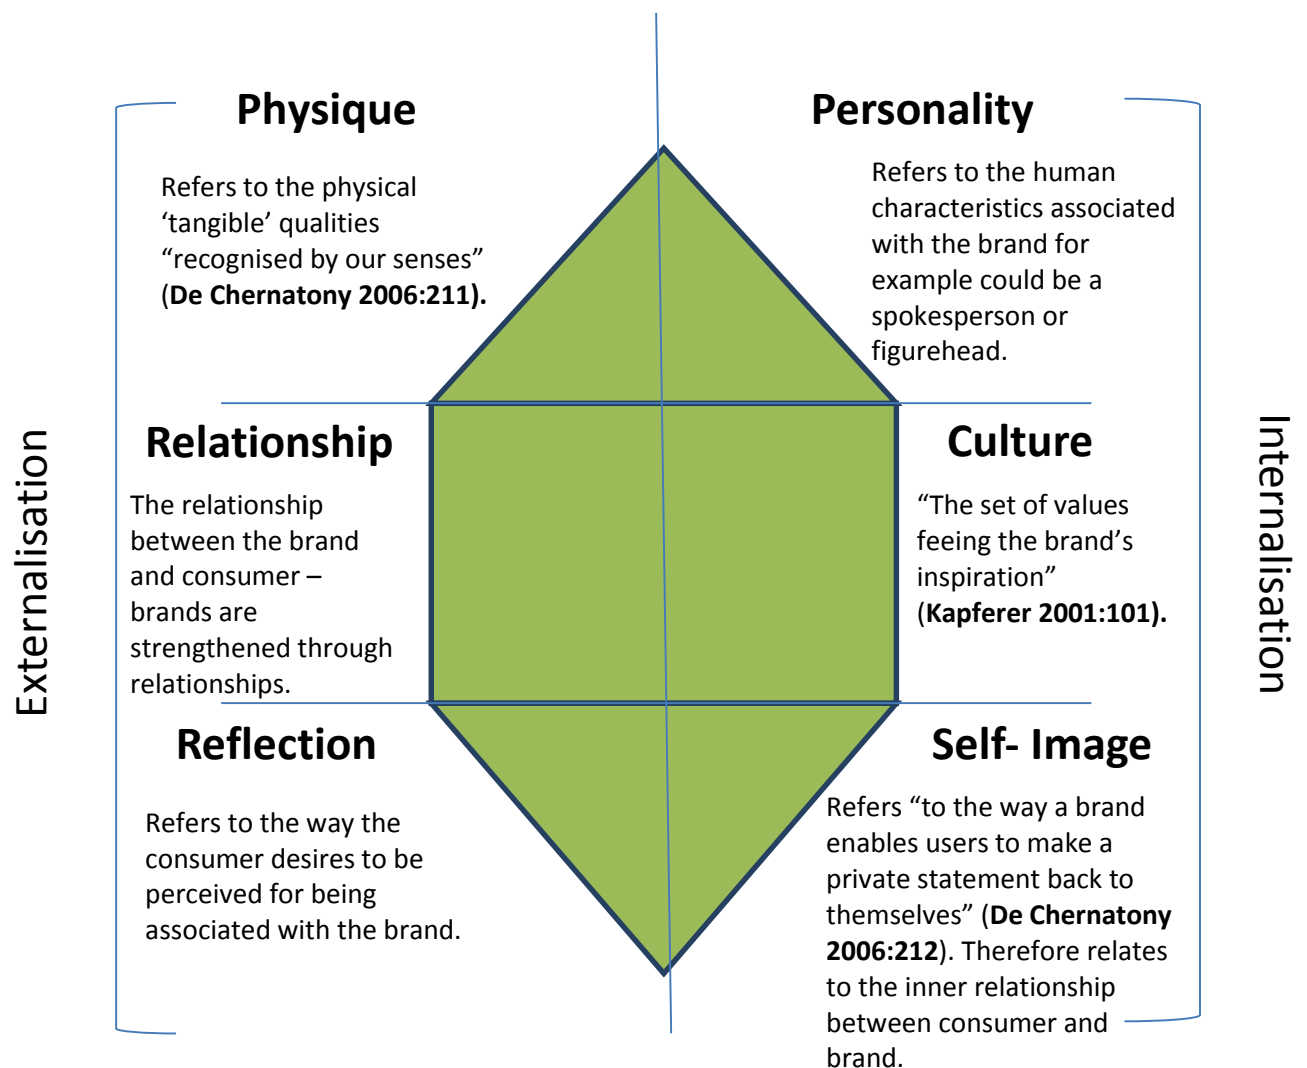 Physique
Refers to the physical
‘tangible’ qualities
“recognised by our senses”
(De Chernatony 2006:211).
Personality
Refers to the human
characteristics associated
with the brand for
example could be a
spokesperson or
figurehead.
Externalisation
Relationship
The relationship
between the brand
and consumer –
brands are
strengthened through
relationships.
Culture
“The set of values
feeing the brand’s
inspiration”
(Kapferer 2001:101).
Internalisation
Reflection
Refers to the way the
consumer desires to be
perceived for being
associated with the brand.
Self- Image
Refers “to the way a brand
enables users to make a
private statement back to
themselves” (De Chernatony
2006:212). Therefore relates
to the inner relationship
between consumer and
brand.